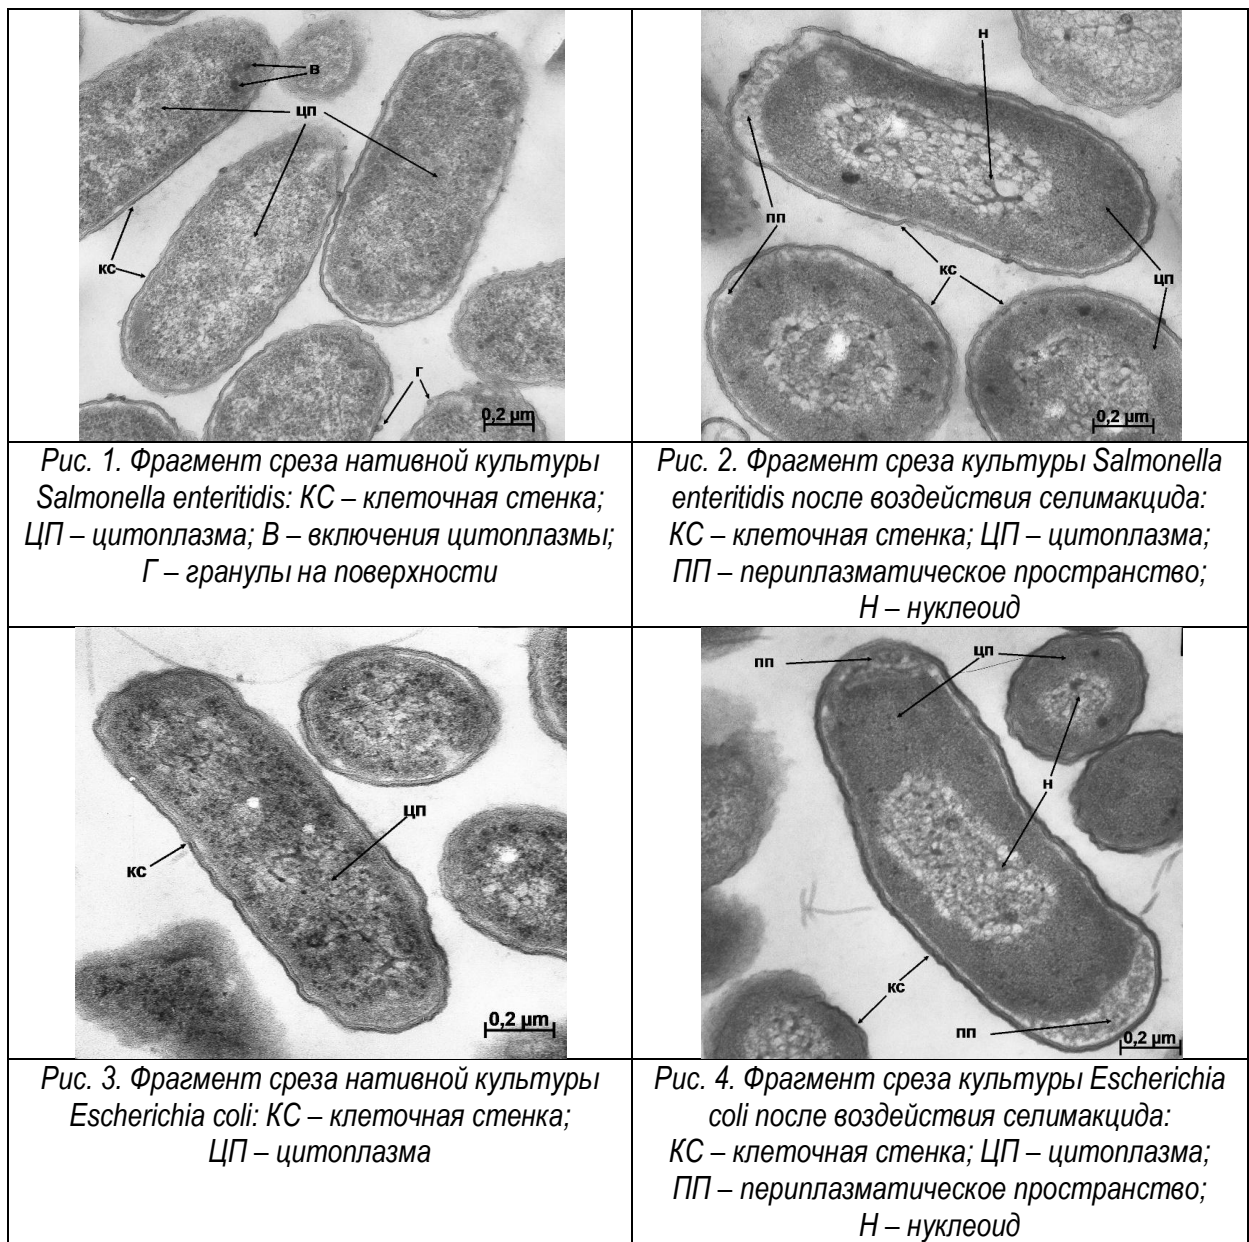 В
ЦП
КС
Г
0,2 µm
Н
ПП
КС
ЦП
0,2 µm
Рис. 1. Фрагмент среза нативной культуры
Salmonella enteritidis: КС – клеточная стенка;
ЦП – цитоплазма; В – включения цитоплазмы;
Г – гранулы на поверхности
Рис. 2. Фрагмент среза культуры Salmonella
enteritidis после воздействия селимакцида:
КС – клеточная стенка; ЦП – цитоплазма;
ПП – периплазматическое пространство;
Н – нуклеоид
ЦП
КС
0,2 µm
ПП
ЦП
Н
КС
ПП
0,2 µm
Рис. 3. Фрагмент среза нативной культуры
Escherichia coli: КС – клеточная стенка;
ЦП – цитоплазма
Рис. 4. Фрагмент среза культуры Escherichia
coli после воздействия селимакцида:
КС – клеточная стенка; ЦП – цитоплазма;
ПП – периплазматическое пространство;
Н – нуклеоид